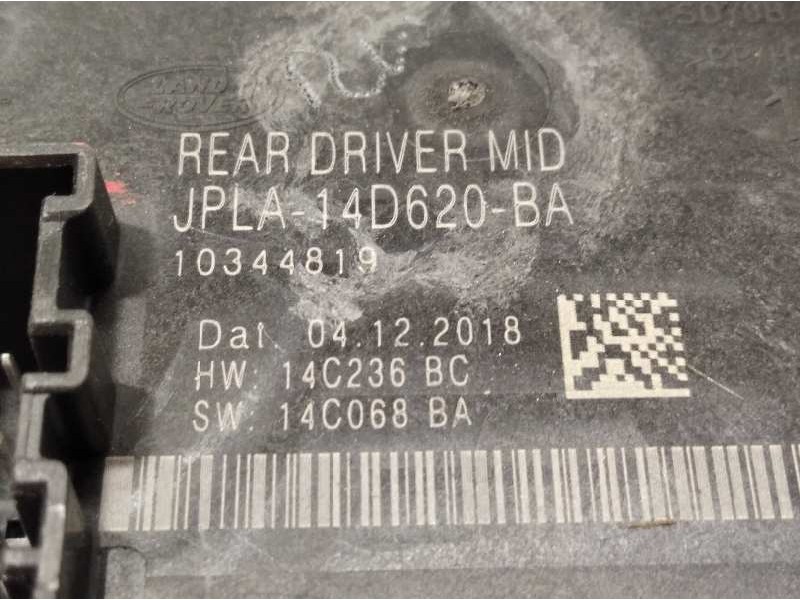 LAND
ROVER
REAR DRIVER MID
JPLA-14D620-BA
10344819
Dat. 04.12.2018
HW: 14C236 BC
SW: 14C068 BA